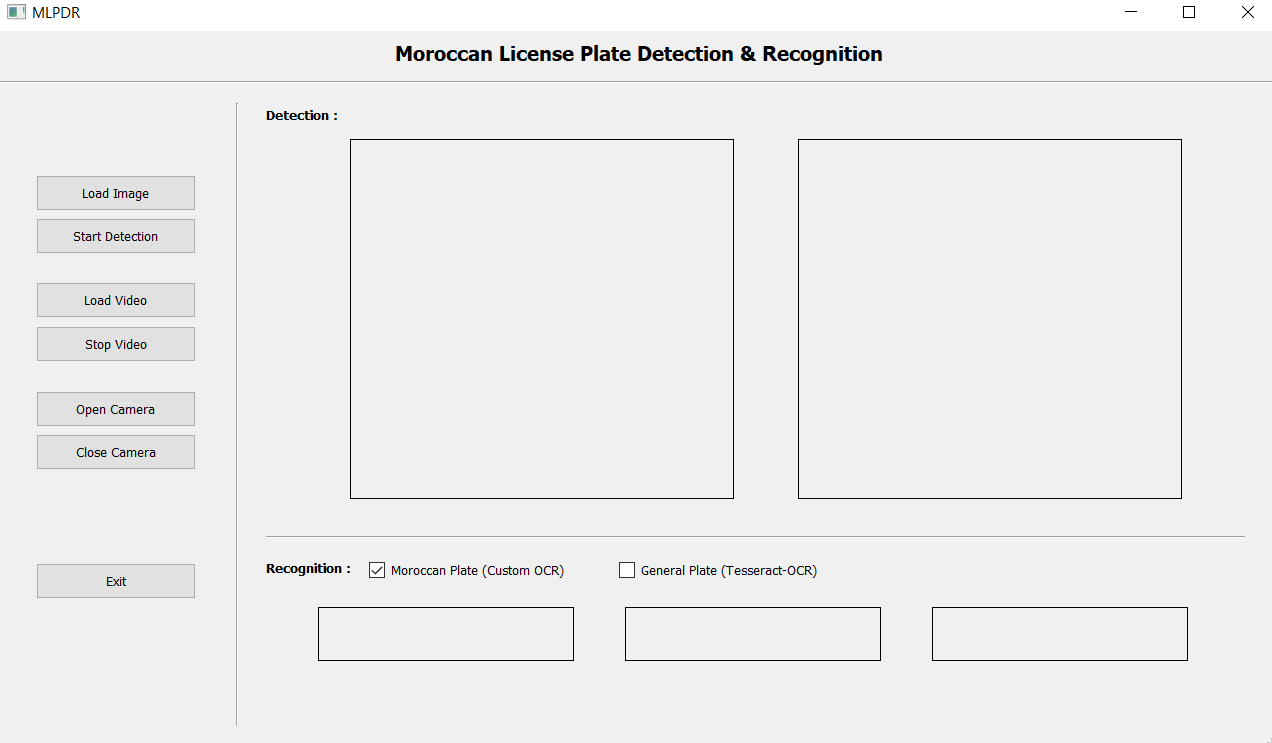 MLPDR
Moroccan License Plate Detection & Recognition
Load Image
Start Detection
Load Video
Stop Video
Open Camera
Close Camera
Exit
Detection :
Recognition :
Moroccan Plate (Custom OCR)
General Plate (Tesseract-OCR)